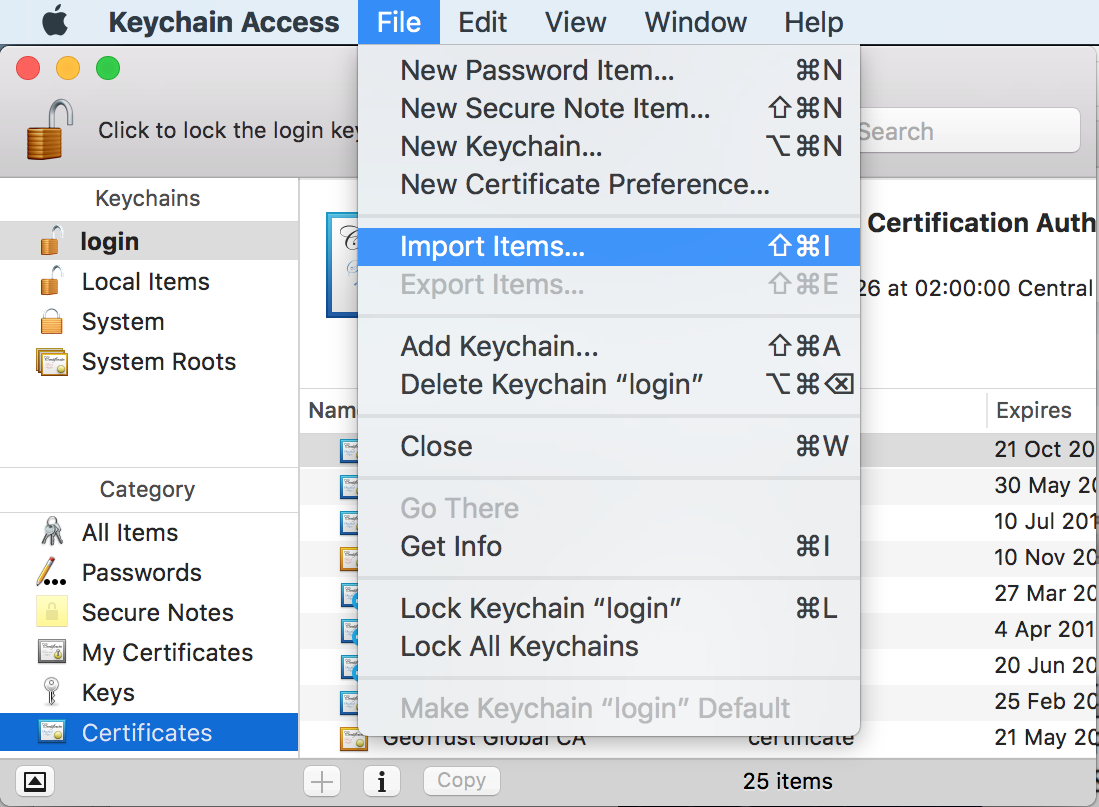 Keychain Access File Edit View Window Help
New Password Item... ⌘N
New Secure Note Item... ⇧⌘N
New Keychain... ⌥⌘N
New Certificate Preference...
Import Items... ⇧⌘I
Export Items... ⇧⌘E
Add Keychain... ⇧⌘A
Delete Keychain “login” ⌥⌘⌫
Close ⌘W
Go There
Get Info ⌘I
Lock Keychain “login” ⌘L
Lock All Keychains
Make Keychain “login” Default
Click to lock the login key
Search
Keychains
login
Local Items
System
System Roots
Category
All Items
Passwords
Secure Notes
My Certificates
Keys
Certificates
Certification Auth
26 at 02:00:00 Central
Nam Expires
21 Oct 20
30 May 20
10 Jul 201
10 Nov 20
27 Mar 20
4 Apr 201
20 Jun 20
25 Feb 20
GeoTrust Global CA certificate 21 May 20
i Copy 25 items